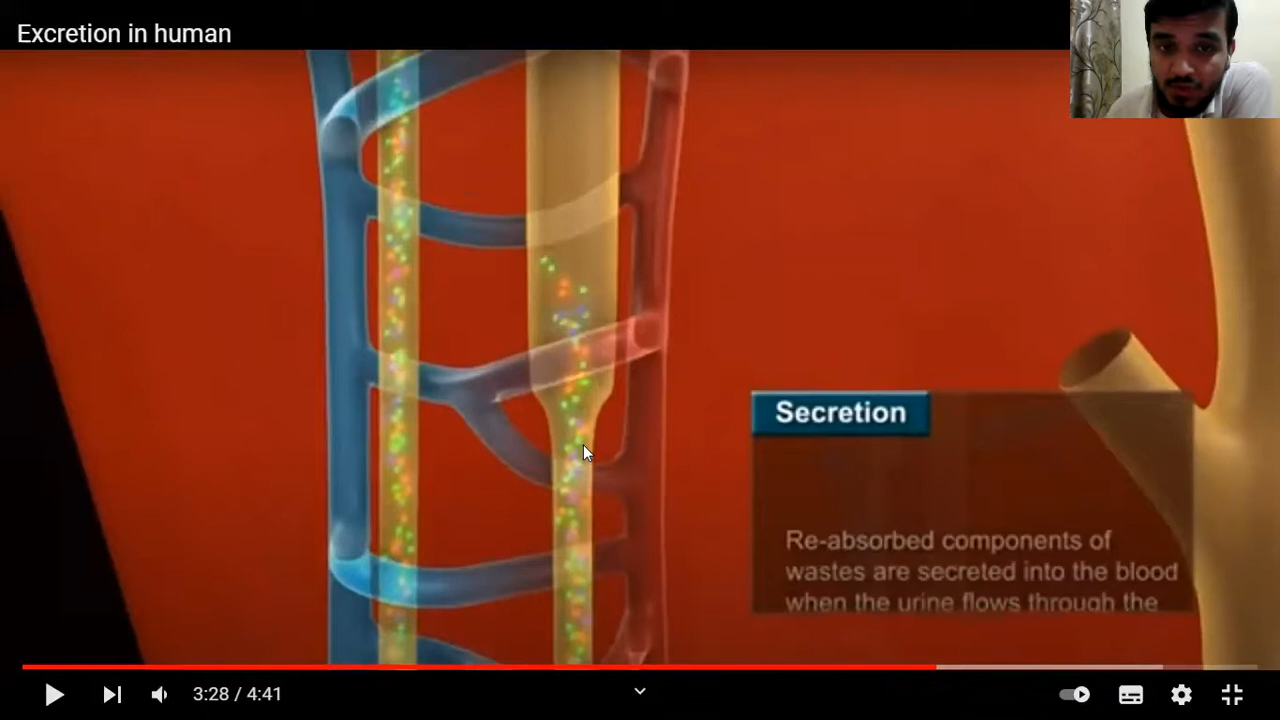 Excretion in human
Secretion
Re-absorbed components of
wastes are secreted into the blood
when the urine flows through the
3:28 / 4:41